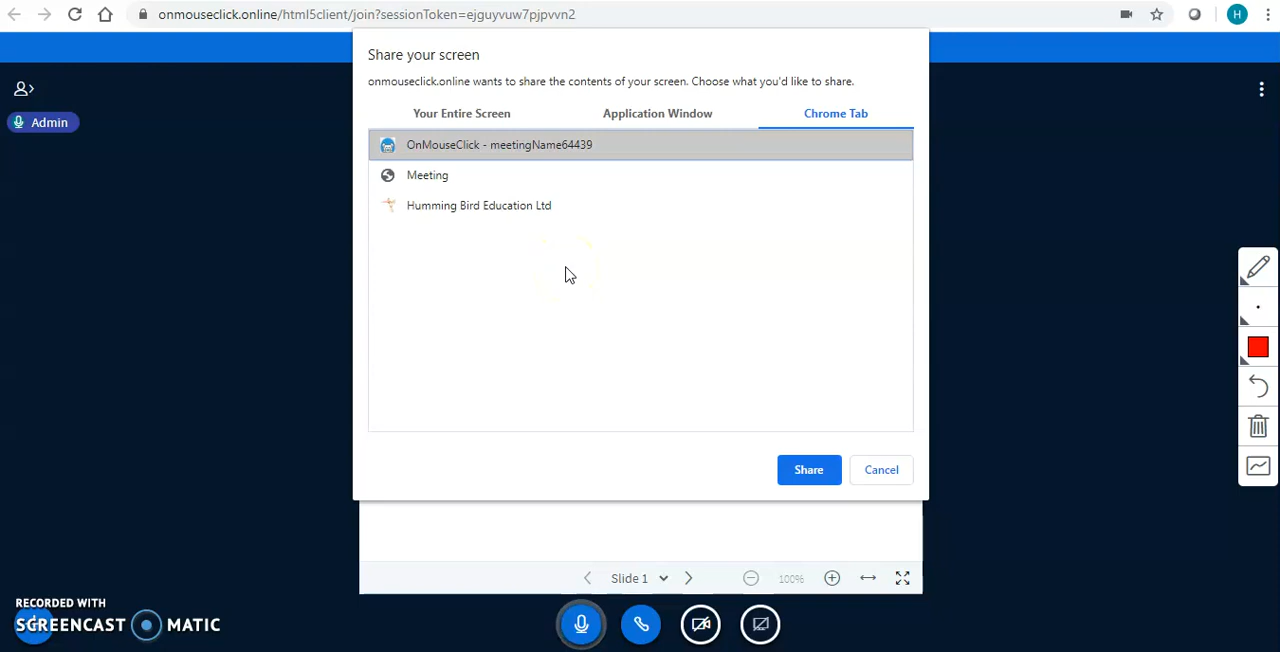 onmouseclick.online/html5client/join?sessionToken=ejguyvuw7pjpvvn2
H
Share your screen
onmouseclick.online wants to share the contents of your screen. Choose what you'd like to share.
Your Entire Screen
Application Window
Chrome Tab
Admin
OnMouseClick - meetingName64439
Meeting
Humming Bird Education Ltd
Share
Cancel
Slide 1
100%
RECORDED WITH
SCREENCAST MATIC